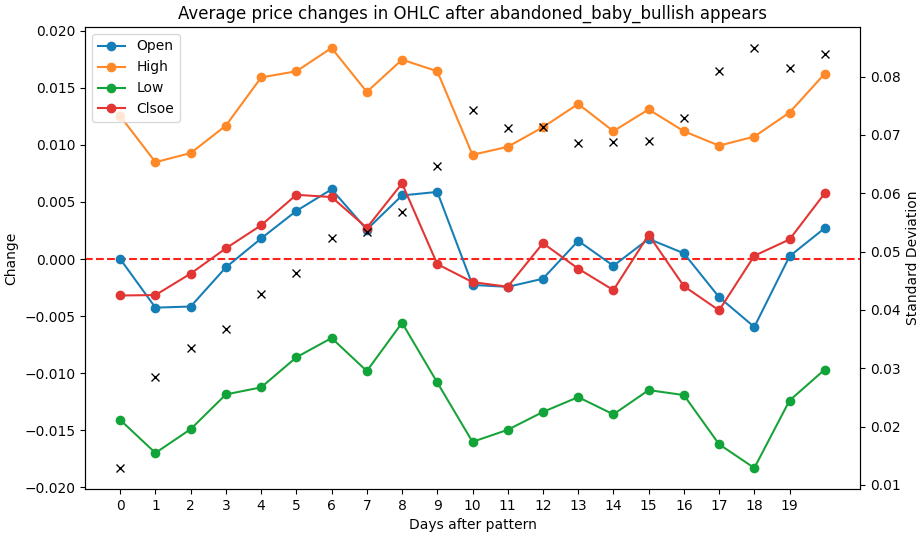 Average price changes in OHLC after abandoned_baby_bullish appears
Open
High
Low
Clsoe
0.020
0.015
0.010
0.005
0.000
−0.005
−0.010
−0.015
−0.020
Change
0.08
0.07
0.06
0.05
0.04
0.03
0.02
0.01
Standard Deviation
0 1 2 3 4 5 6 7 8 9 10 11 12 13 14 15 16 17 18 19
Days after pattern